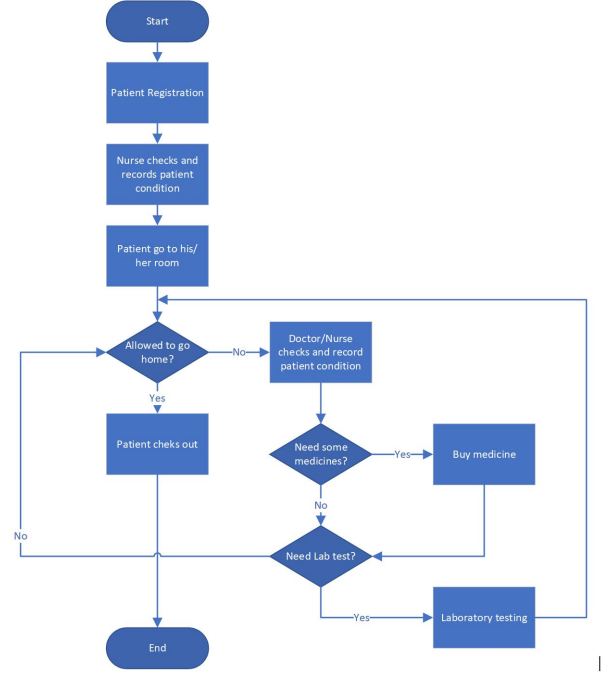 Start
Patient Registration
Nurse checks and
records patient
condition
Patient go to his/
her room
Allowed to go
home?
No
Doctor/Nurse
checks and record
patient condition
Yes
Patient cheks out
Need some
medicines?
Yes
Buy medicine
No
No
Need Lab test?
Yes
Laboratory testing
End